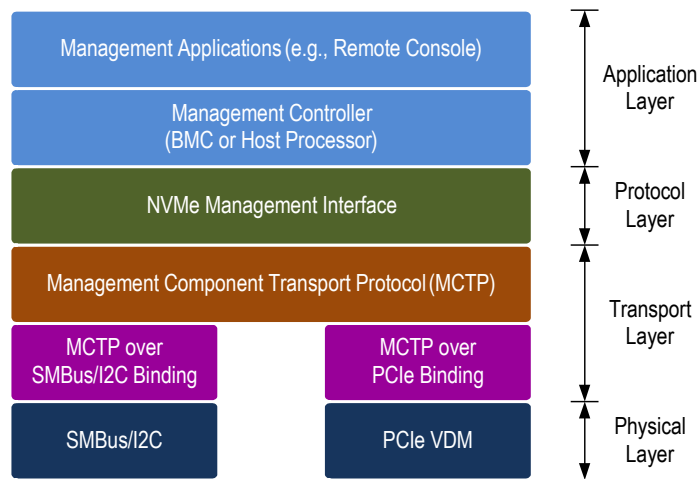 Management Applications (e.g., Remote Console)
Application
Layer
Management Controller
(BMC or Host Processor)
NVMe Management Interface
Protocol
Layer
Management Component Transport Protocol (MCTP)
Transport
Layer
MCTP over
SMBus/I2C Binding
MCTP over
PCIe Binding
SMBus/I2C
PCIe VDM
Physical
Layer